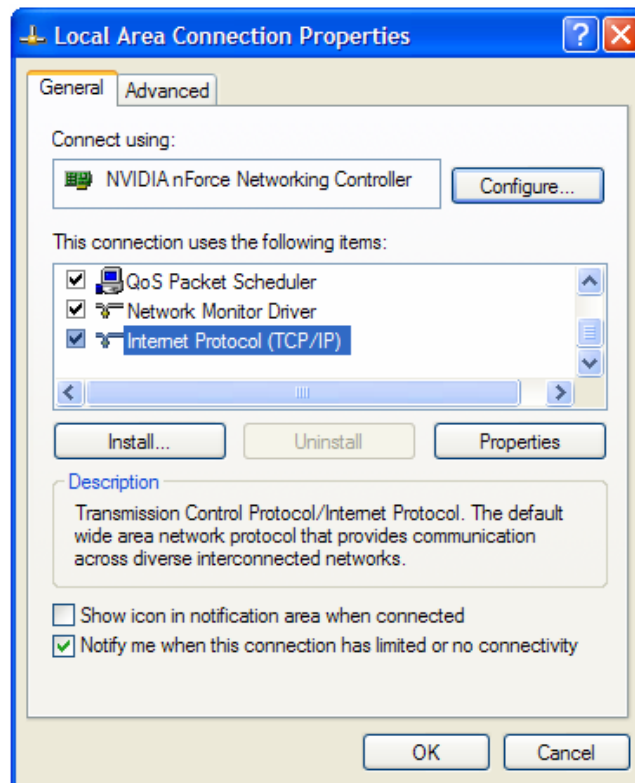 Local Area Connection Properties
General Advanced
Connect using:
NVIDIA nForce Networking Controller Configure...
This connection uses the following items:
QoS Packet Scheduler
Network Monitor Driver
Internet Protocol (TCP/IP)
Install... Uninstall Properties
Description
Transmission Control Protocol/Internet Protocol. The default
wide area network protocol that provides communication
across diverse interconnected networks.
Show icon in notification area when connected
Notify me when this connection has limited or no connectivity
OK Cancel